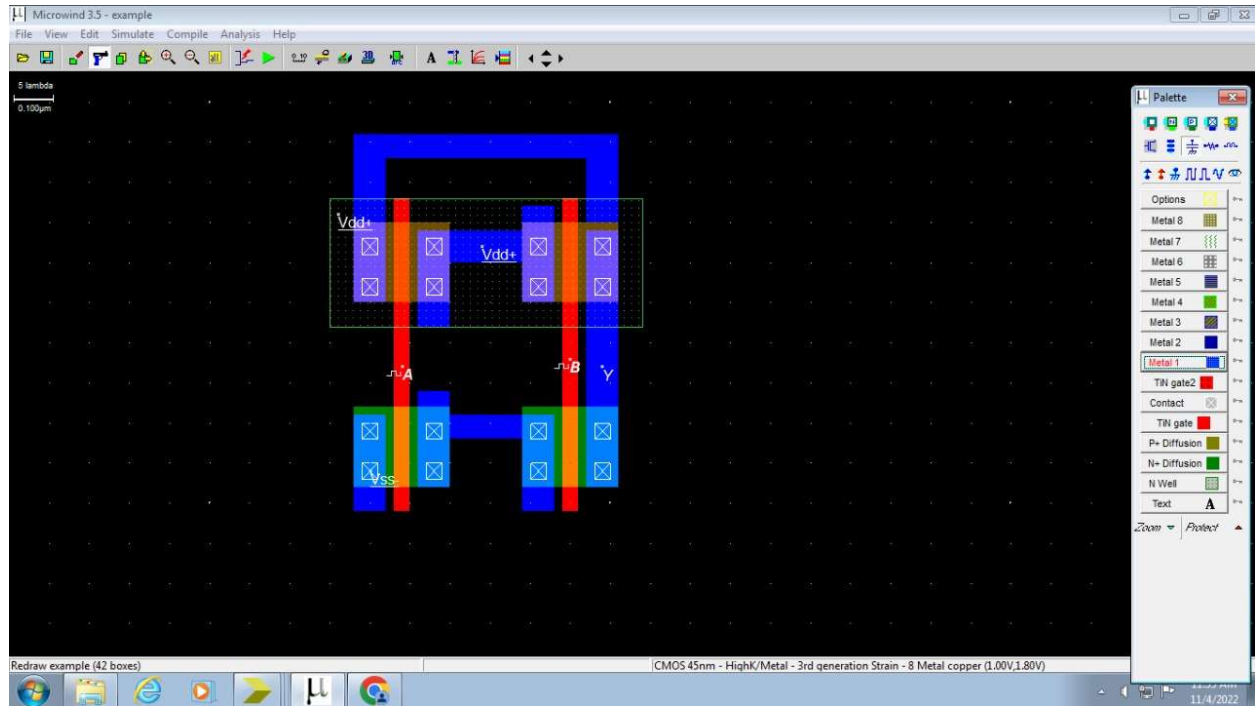 Microwind 3.5 - example
File View Edit Simulate Compile Analysis Help
5 lambda
0.100µm
Vdd+
Vdd+
A
B
Y
Vss-
Palette
Options
Metal 8
Metal 7
Metal 6
Metal 5
Metal 4
Metal 3
Metal 2
Metal 1
TiN gate2
Contact
TiN gate
P+ Diffusion
N+ Diffusion
N Well
Text A
Zoom Protect
Redraw example (42 boxes)
CMOS 45nm - HighK/Metal - 3rd generation Strain - 8 Metal copper (1.00V,1.80V)
11/4/2022